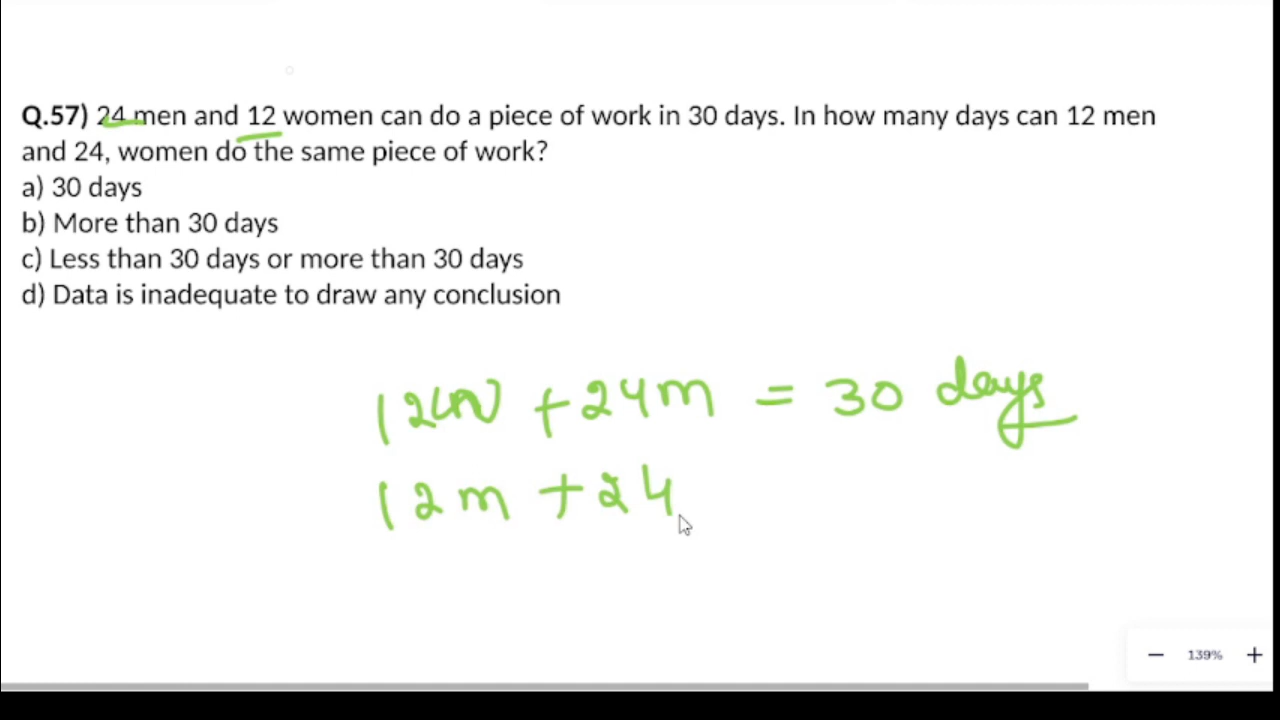 Q.57) 24 men and 12 women can do a piece of work in 30 days. In how many days can 12 men
and 24, women do the same piece of work?
a) 30 days
b) More than 30 days
c) Less than 30 days or more than 30 days
d) Data is inadequate to draw any conclusion
12W + 24m = 30 days
12m + 24
139%